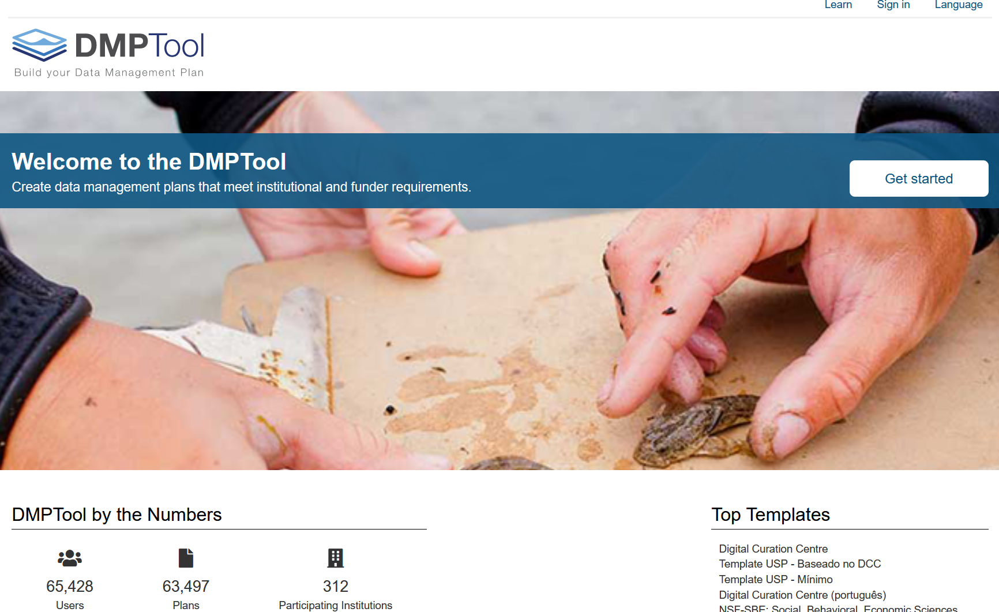 Learn Sign in Language
DMPTool
Build your Data Management Plan
Welcome to the DMPTool
Create data management plans that meet institutional and funder requirements.
Get started
DMPTool by the Numbers
65,428
Users
63,497
Plans
312
Participating Institutions
Top Templates
Digital Curation Centre
Template USP - Baseado no DCC
Template USP - Mínimo
Digital Curation Centre (português)
NSF-SBE: Social, Behavioral, Economic Sciences